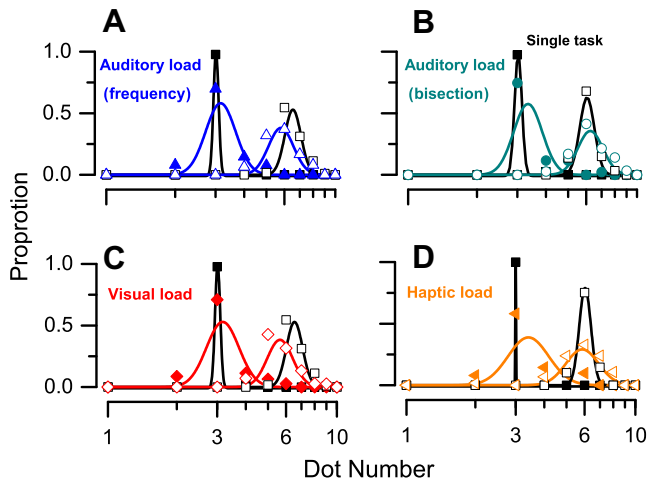 A
B
Auditory load
(frequency)
Single task
Auditory load
(bisection)
1.0
0.5
0.0
Proprotion
C
D
Visual load
Haptic load
1.0
0.5
0.0
1 3 6 10
1 3 6 10
Dot Number